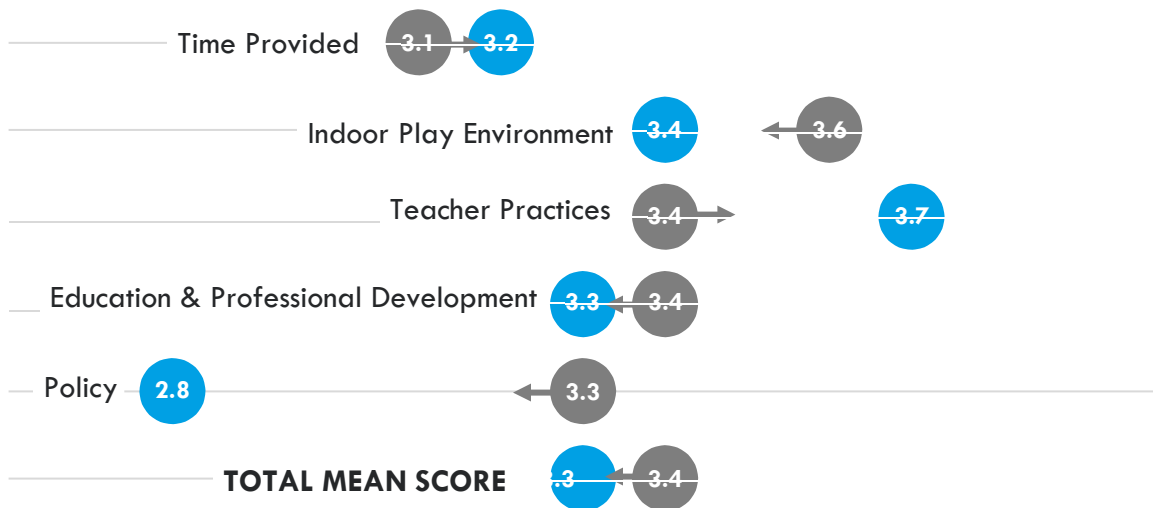 Time Provided 3.1 3.2
Indoor Play Environment 3.4 3.6
Teacher Practices 3.4 3.7
Education & Professional Development 3.3 3.4
Policy 2.8 3.3
TOTAL MEAN SCORE .3 3.4